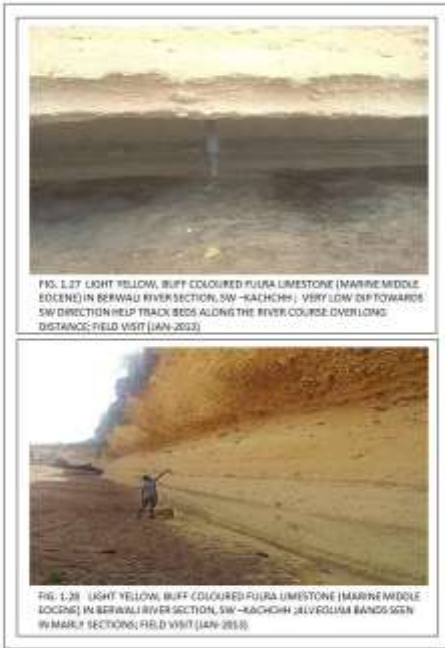 FIG. 1.27 LIGHT YELLOW, BUFF COLOURED FULRA LIMESTONE (MARINE MIDDLE
EOCENE) IN BERWALI RIVER SECTION, SW –KACHCHH ; VERY LOW DIP TOWARDS
SW DIRECTION HELP TRACK BEDS ALONG THE RIVER COURSE OVER LONG
DISTANCE; FIELD VISIT (JAN-2013)
FIG. 1.28 LIGHT YELLOW, BUFF COLOURED FULRA LIMESTONE (MARINE MIDDLE
EOCENE) IN BERWALI RIVER SECTION, SW –KACHCHH ;ALVEOLINA BANDS SEEN
IN MARLY SECTIONS; FIELD VISIT (JAN-2013)